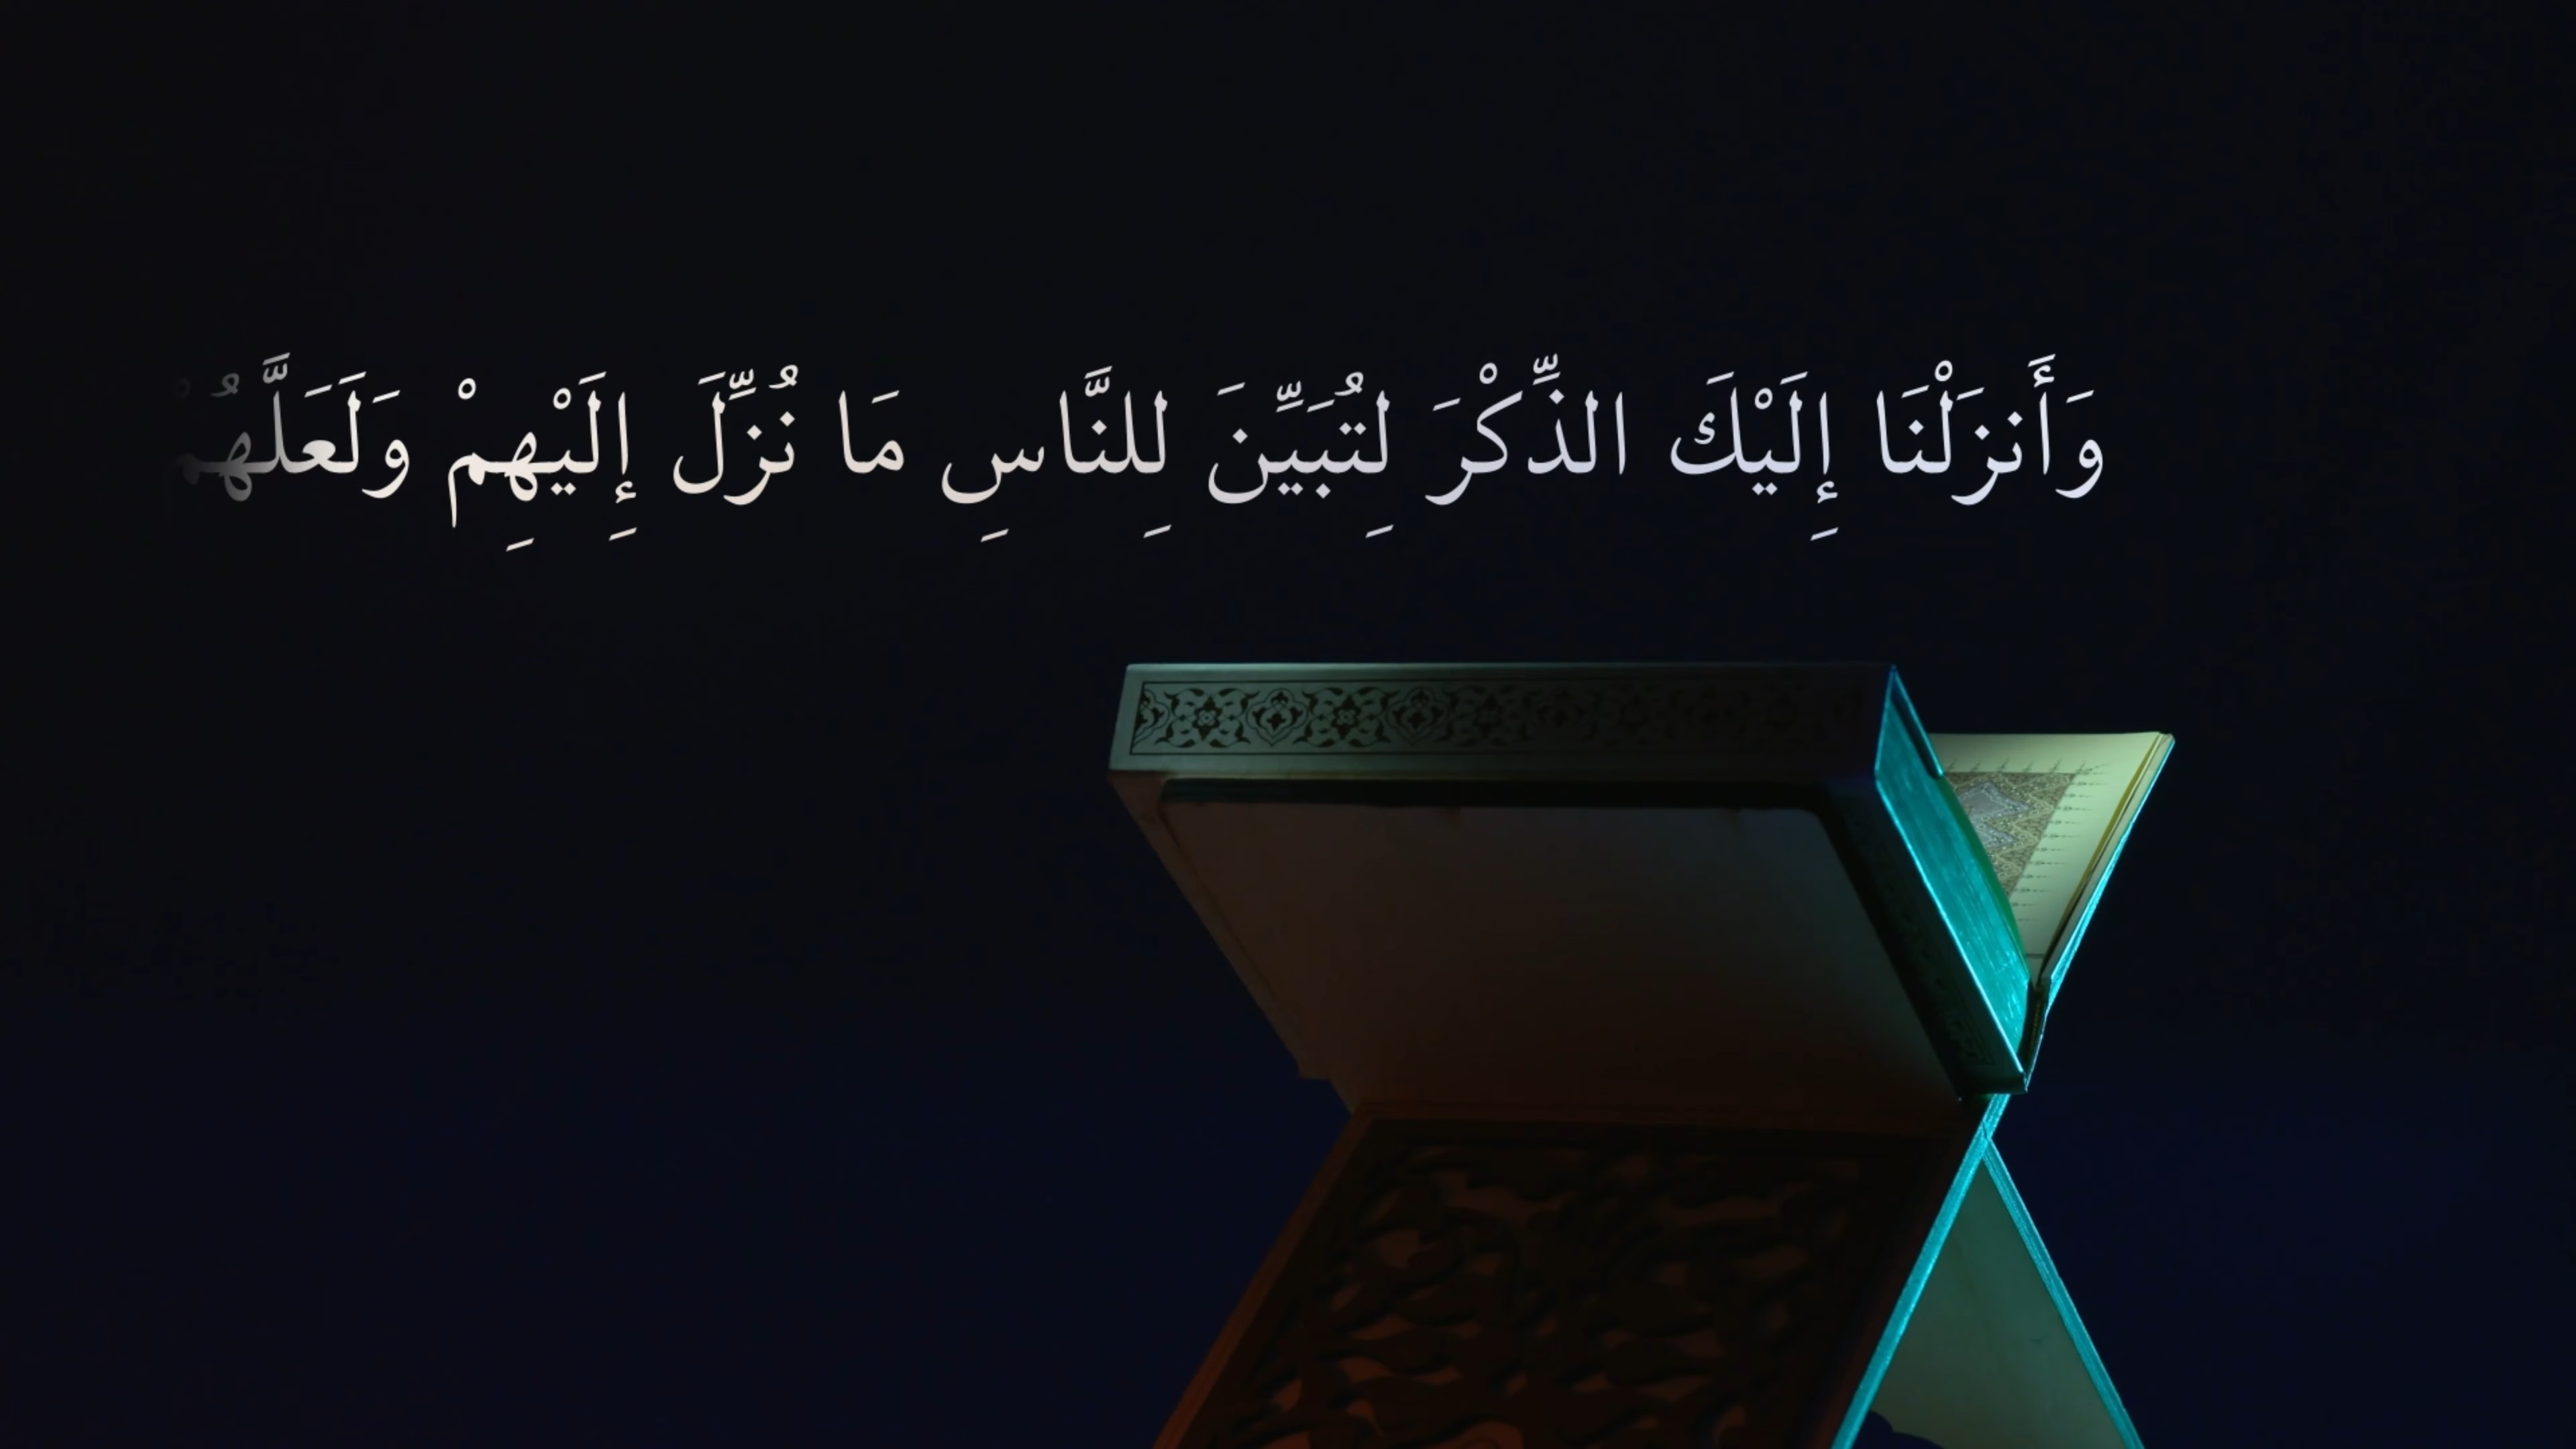 وَأَنزَلْنَا إِلَيْكَ الذِّكْرَ لِتُبَيِّنَ لِلنَّاسِ مَا نُزِّلَ إِلَيْهِمْ وَلَعَلَّهُمْ